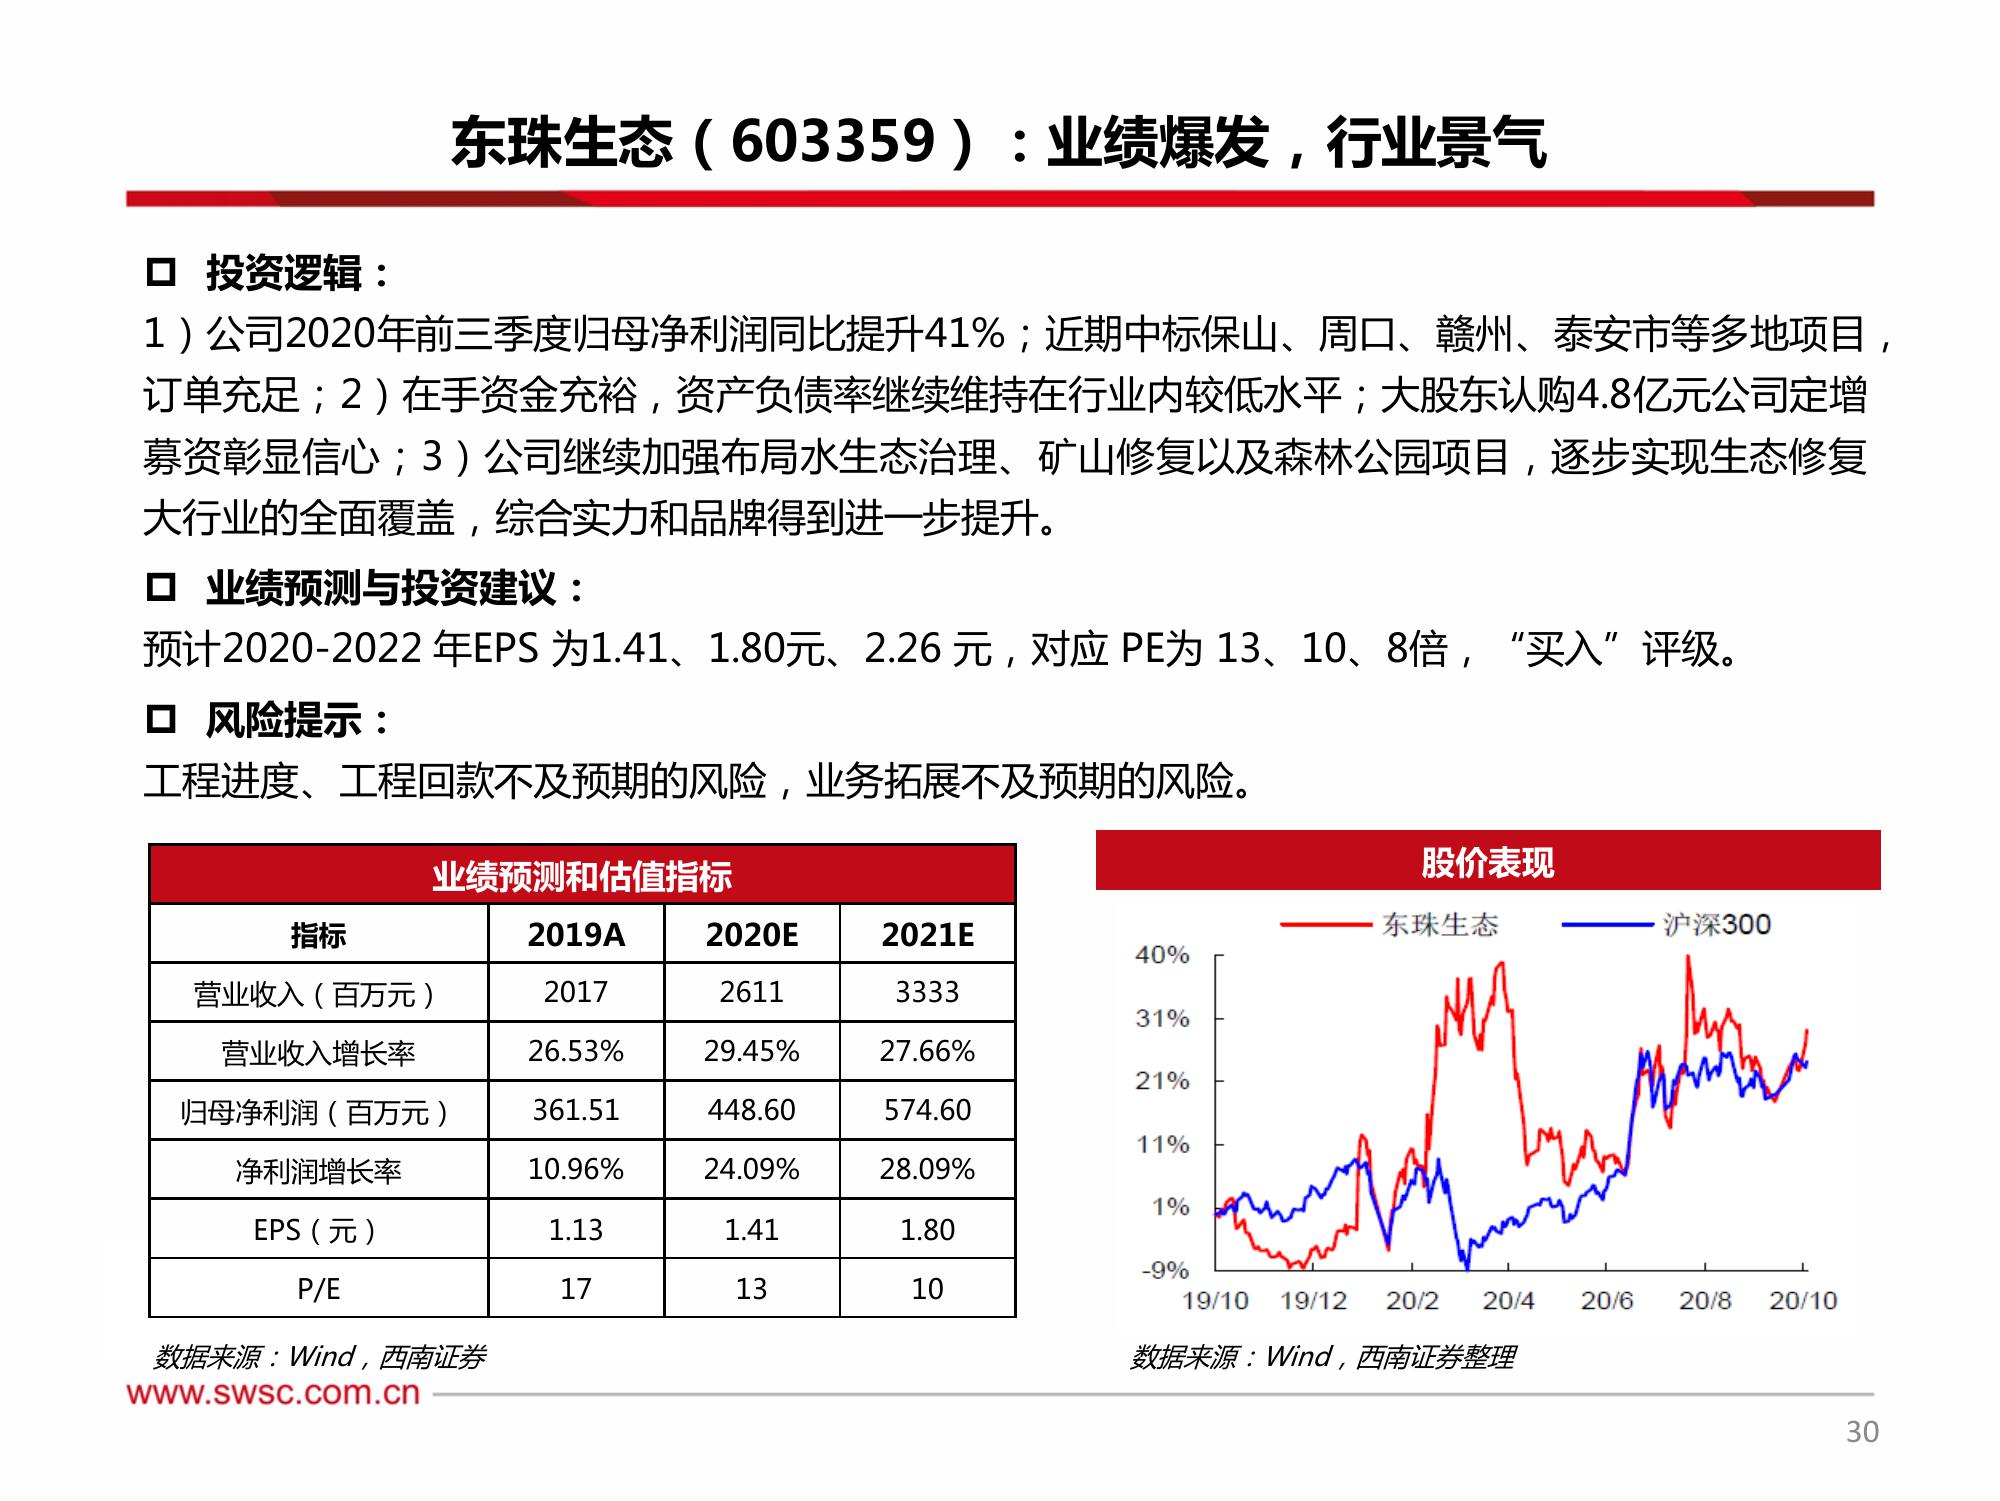 东珠生态（603359）：业绩爆发，行业景气
投资逻辑：
1）公司2020年前三季度归母净利润同比提升41%；近期中标保山、周口、赣州、泰安市等多地项目，
订单充足；2）在手资金充裕，资产负债率继续维持在行业内较低水平；大股东认购4.8亿元公司定增
募资彰显信心；3）公司继续加强布局水生态治理、矿山修复以及森林公园项目，逐步实现生态修复
大行业的全面覆盖，综合实力和品牌得到进一步提升。
业绩预测与投资建议：
预计2020-2022 年EPS 为1.41、1.80元、2.26 元，对应 PE为 13、10、8倍，“买入”评级。
风险提示：
工程进度、工程回款不及预期的风险，业务拓展不及预期的风险。
业绩预测和估值指标
指标 2019A 2020E 2021E
营业收入（百万元） 2017 2611 3333
营业收入增长率 26.53% 29.45% 27.66%
归母净利润（百万元） 361.51 448.60 574.60
净利润增长率 10.96% 24.09% 28.09%
EPS（元） 1.13 1.41 1.80
P/E 17 13 10
数据来源：Wind，西南证券
股价表现
东珠生态 沪深300
40%
31%
21%
11%
1%
-9%
19/10 19/12 20/2 20/4 20/6 20/8 20/10
数据来源：Wind，西南证券整理
www.swsc.com.cn
30